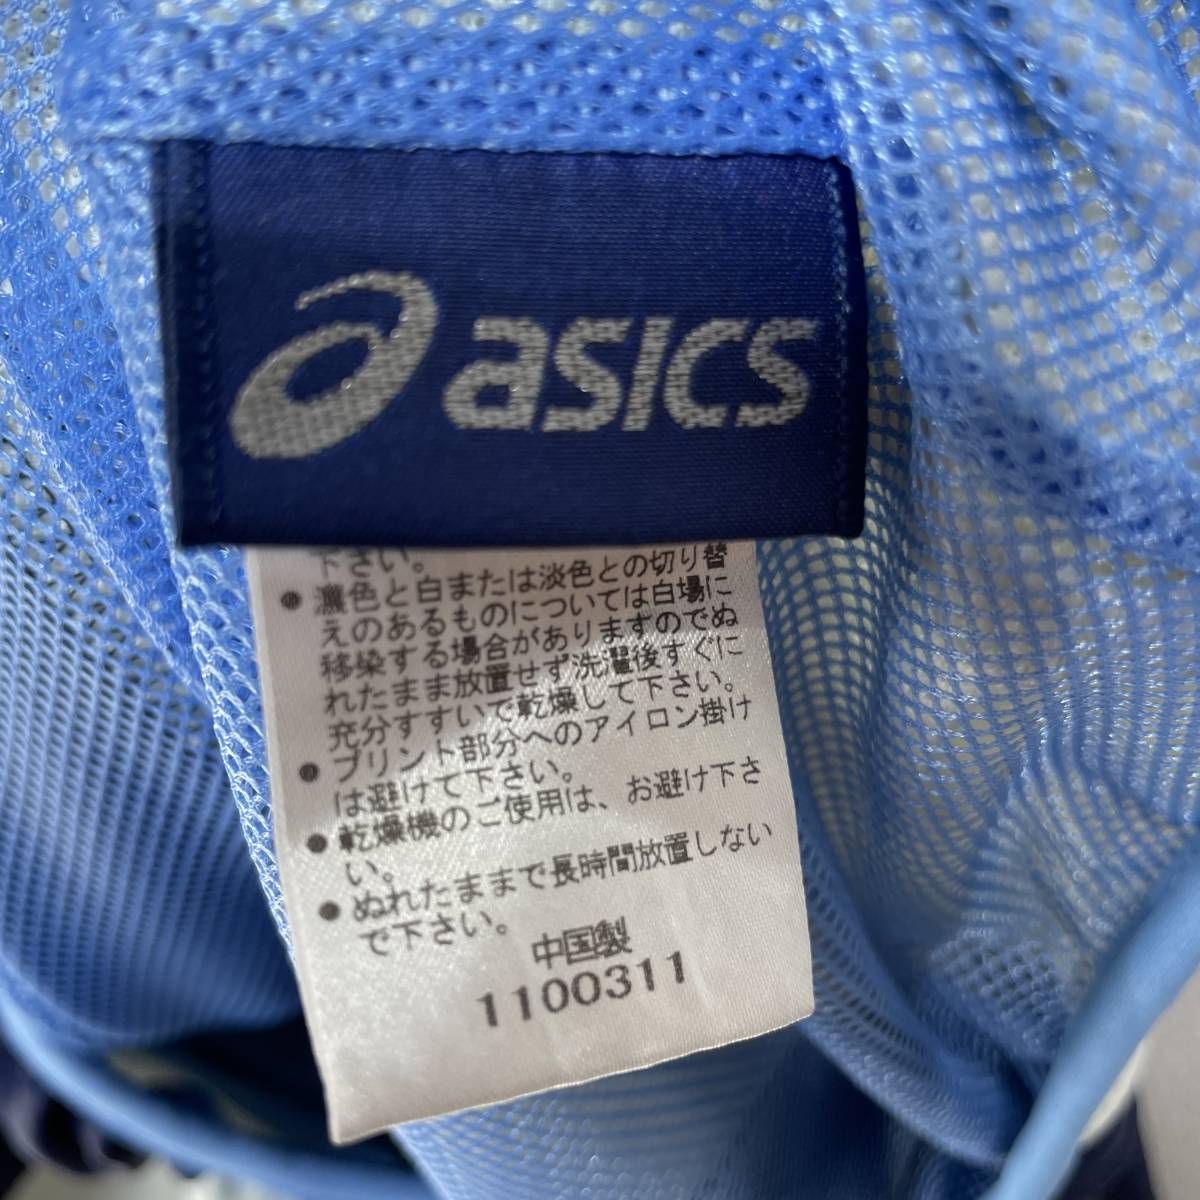 asics
下さい。
●濃色と白または淡色との切り替
えのあるものについては白場に
移染する場合がありますのでぬ
れたまま放置せず洗濯後すぐに
充分すすいで乾燥して下さい。
●プリント部分へのアイロン掛け
は避けて下さい。
●乾燥機のご使用は、お避け下さ
い。
●ぬれたままで長時間放置しない
で下さい。
中国製
1100311